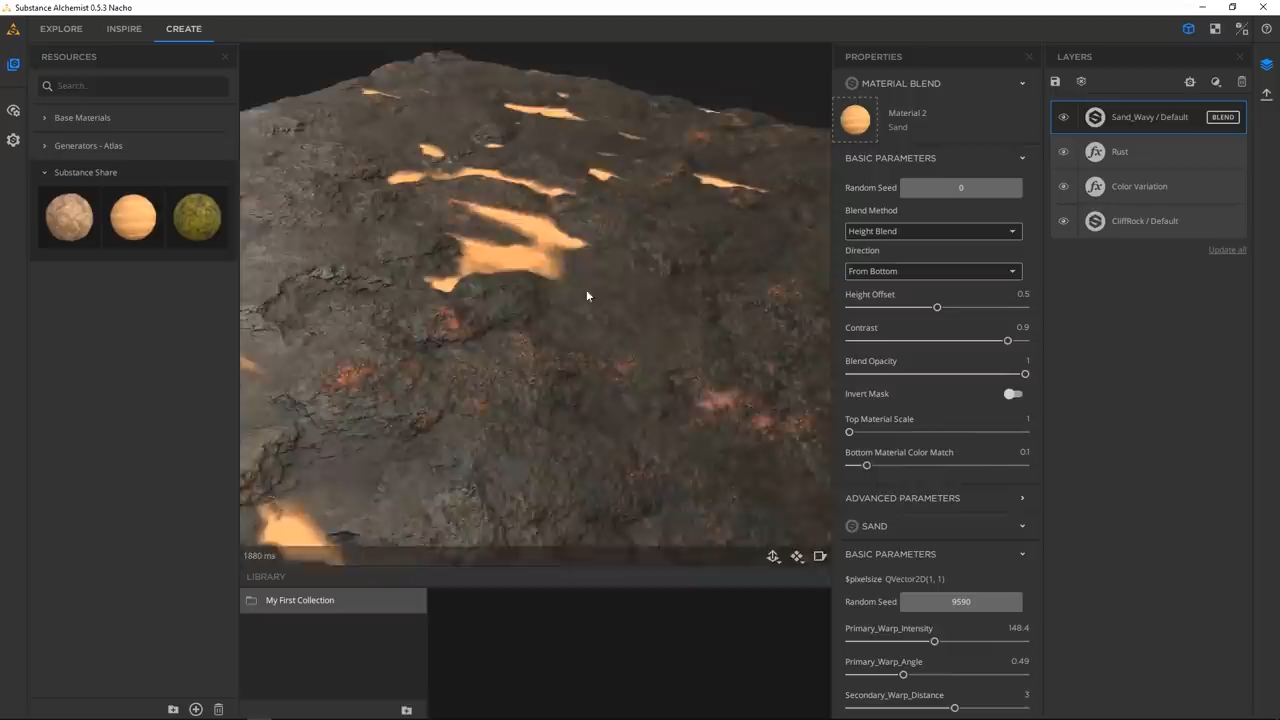 Substance Alchemist 0.5.3 Nacho
EXPLORE
INSPIRE
CREATE
RESOURCES
Search..
Base Materials
Generators - Atlas
Substance Share
1880 ms
LIBRARY
My First Collection
PROPERTIES
MATERIAL BLEND
Material 2
Sand
BASIC PARAMETERS
Random Seed
0
Blend Method
Height Blend
Direction
From Bottom
Height Offset
0.5
Contrast
0.9
Blend Opacity
1
Invert Mask
Top Material Scale
1
Bottom Material Color Match
0.1
ADVANCED PARAMETERS
SAND
BASIC PARAMETERS
$pixelsize QVector2D(1, 1)
Random Seed
9590
Primary_Warp_Intensity
148.4
Primary_Warp_Angle
0.49
Secondary_Warp_Distance
3
LAYERS
Sand_Wavy / Default
BLEND
Rust
Color Variation
CliffRock / Default
Update all